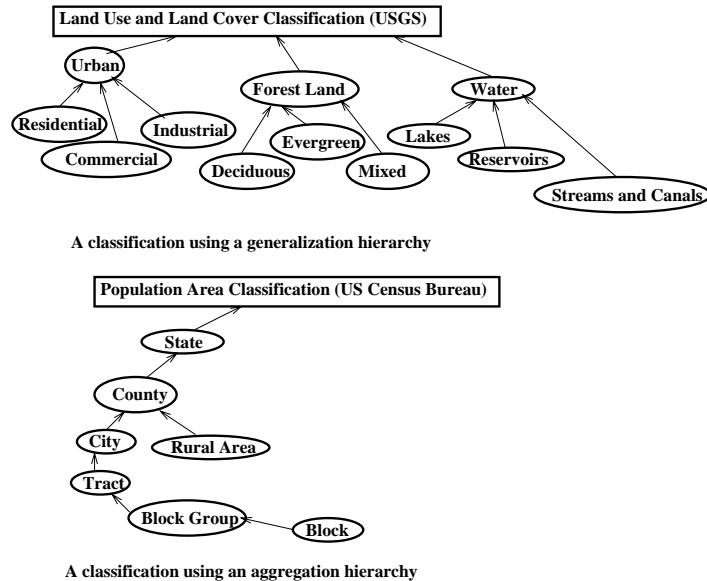 Land Use and Land Cover Classification (USGS)
Urban
Forest Land
Water
Residential
Industrial
Commercial
Evergreen
Deciduous
Mixed
Lakes
Reservoirs
Streams and Canals
A classification using a generalization hierarchy
Population Area Classification (US Census Bureau)
State
County
City
Rural Area
Tract
Block Group
Block
A classification using an aggregation hierarchy